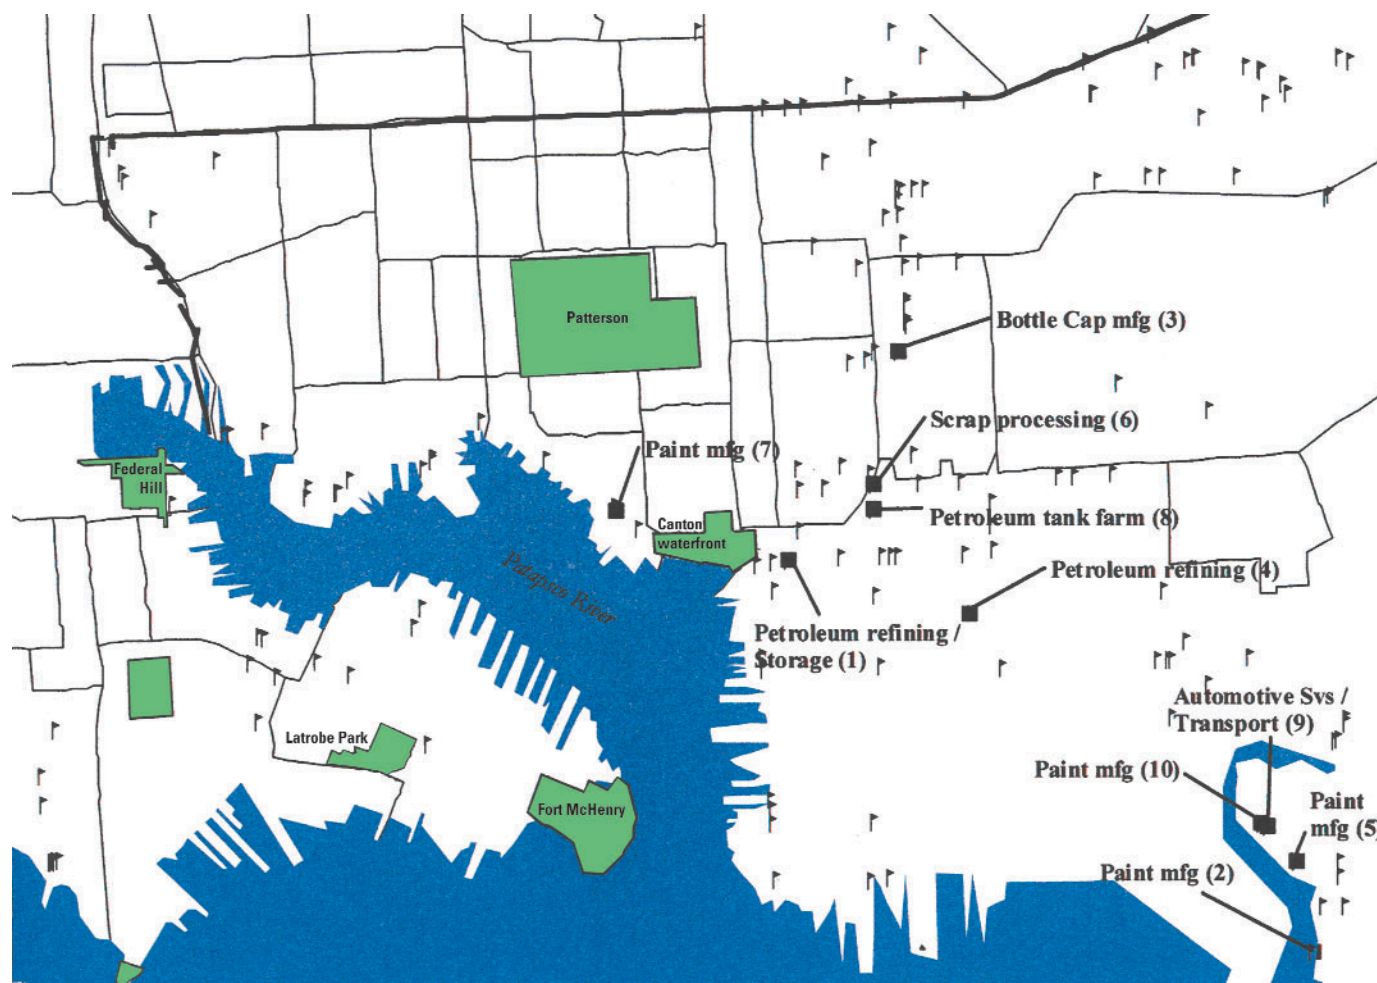 Patterson
Bottle Cap mfg (3)
Scrap processing (6)
Paint mfg (7)
Federal
Hill
Petroleum tank farm (8)
Canton
waterfront
Patapsco River
Petroleum refining (4)
Petroleum refining /
Storage (1)
Automotive Svs /
Transport (9)
Latrobe Park
Paint mfg (10)
Paint
mfg (5)
Fort McHenry
Paint mfg (2)